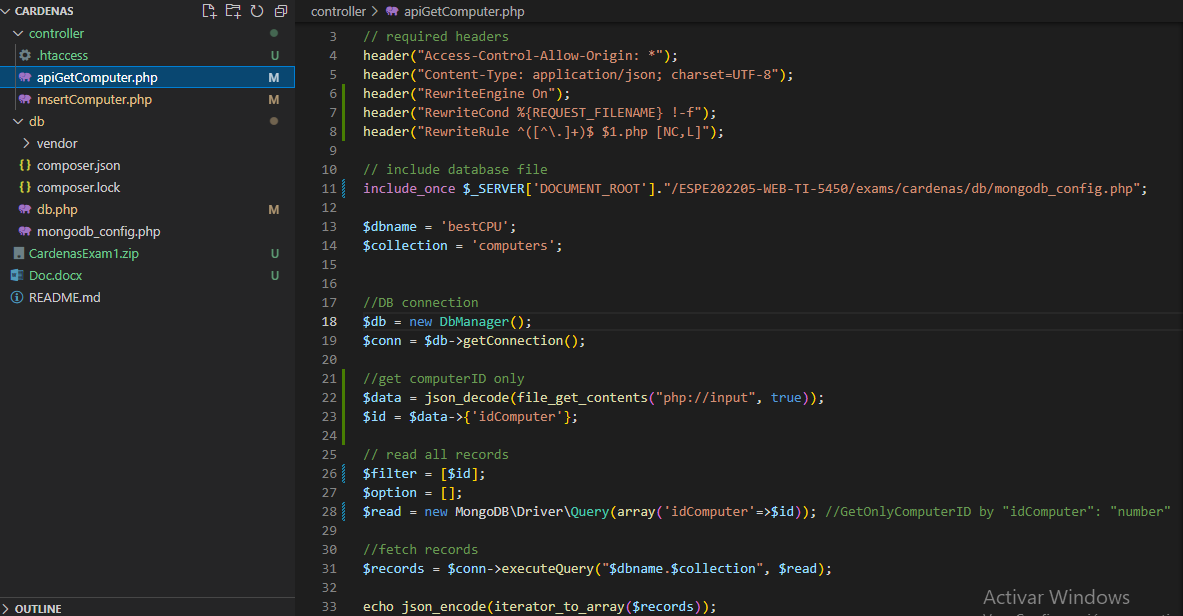 CARDENAS
controller
.htaccess U
apiGetComputer.php M
insertComputer.php M
db
vendor
composer.json
composer.lock
db.php M
mongodb_config.php
CardenasExam1.zip U
Doc.docx U
README.md
OUTLINE
controller > apiGetComputer.php
3 // required headers
4 header("Access-Control-Allow-Origin: *");
5 header("Content-Type: application/json; charset=UTF-8");
6 header("RewriteEngine On");
7 header("RewriteCond %{REQUEST_FILENAME} !-f");
8 header("RewriteRule ^([^\.]+)$ $1.php [NC,L]");
9
10 // include database file
11 include_once $_SERVER['DOCUMENT_ROOT']."/ESPE202205-WEB-TI-5450/exams/cardenas/db/mongodb_config.php";
12
13 $dbname = 'bestCPU';
14 $collection = 'computers';
15
16
17 //DB connection
18 $db = new DbManager();
19 $conn = $db->getConnection();
20
21 //get computerID only
22 $data = json_decode(file_get_contents("php://input", true));
23 $id = $data->{'idComputer'};
24
25 // read all records
26 $filter = [$id];
27 $option = [];
28 $read = new MongoDB\Driver\Query(array('idComputer'=>$id)); //GetOnlyComputerID by "idComputer": "number"
29
30 //fetch records
31 $records = $conn->executeQuery("$dbname.$collection", $read);
32
33 echo json_encode(iterator_to_array($records));
Activar Windows